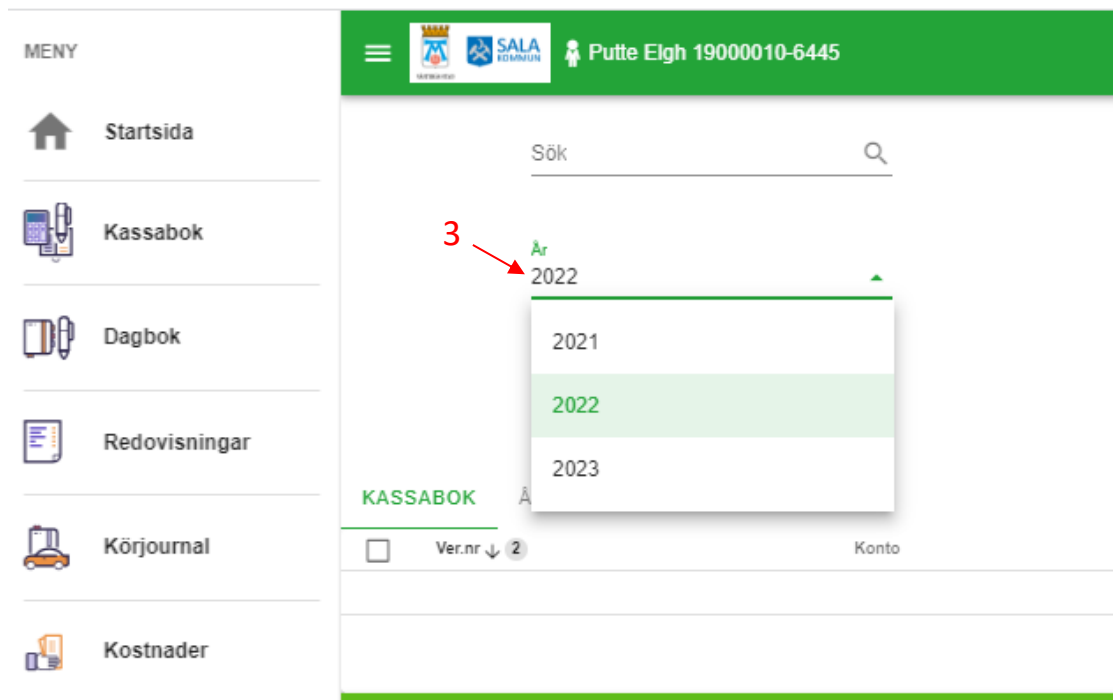 MENY
Startsida
Kassabok
Dagbok
Redovisningar
Körjournal
Kostnader
SALA
KOMMUN
Putte Elgh 19000010-6445
Sök
3
År
2022
2021
2022
2023
KASSABOK
Ver.nr 2
Konto